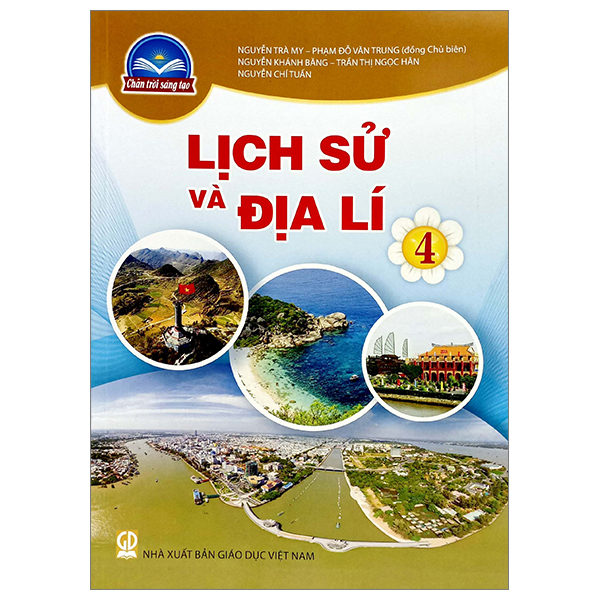 Chân trời sáng tạo
NGUYỄN TRÀ MY – PHẠM ĐỖ VĂN TRUNG (đồng Chủ biên)
NGUYỄN KHÁNH BĂNG – TRẦN THỊ NGỌC HÂN
NGUYỄN CHÍ TUẤN
LỊCH SỬ
VÀ ĐỊA LÍ
4
GD
NHÀ XUẤT BẢN GIÁO DỤC VIỆT NAM